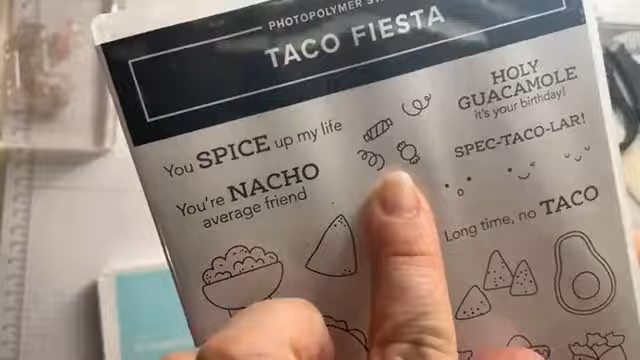 PHOTOPOLYMER
TACO FIESTA
You SPICE up my life
You're NACHO
average friend
HOLY
GUACAMOLE
it's your birthday!
SPEC-TACO-LAR!
Long time, no TACO